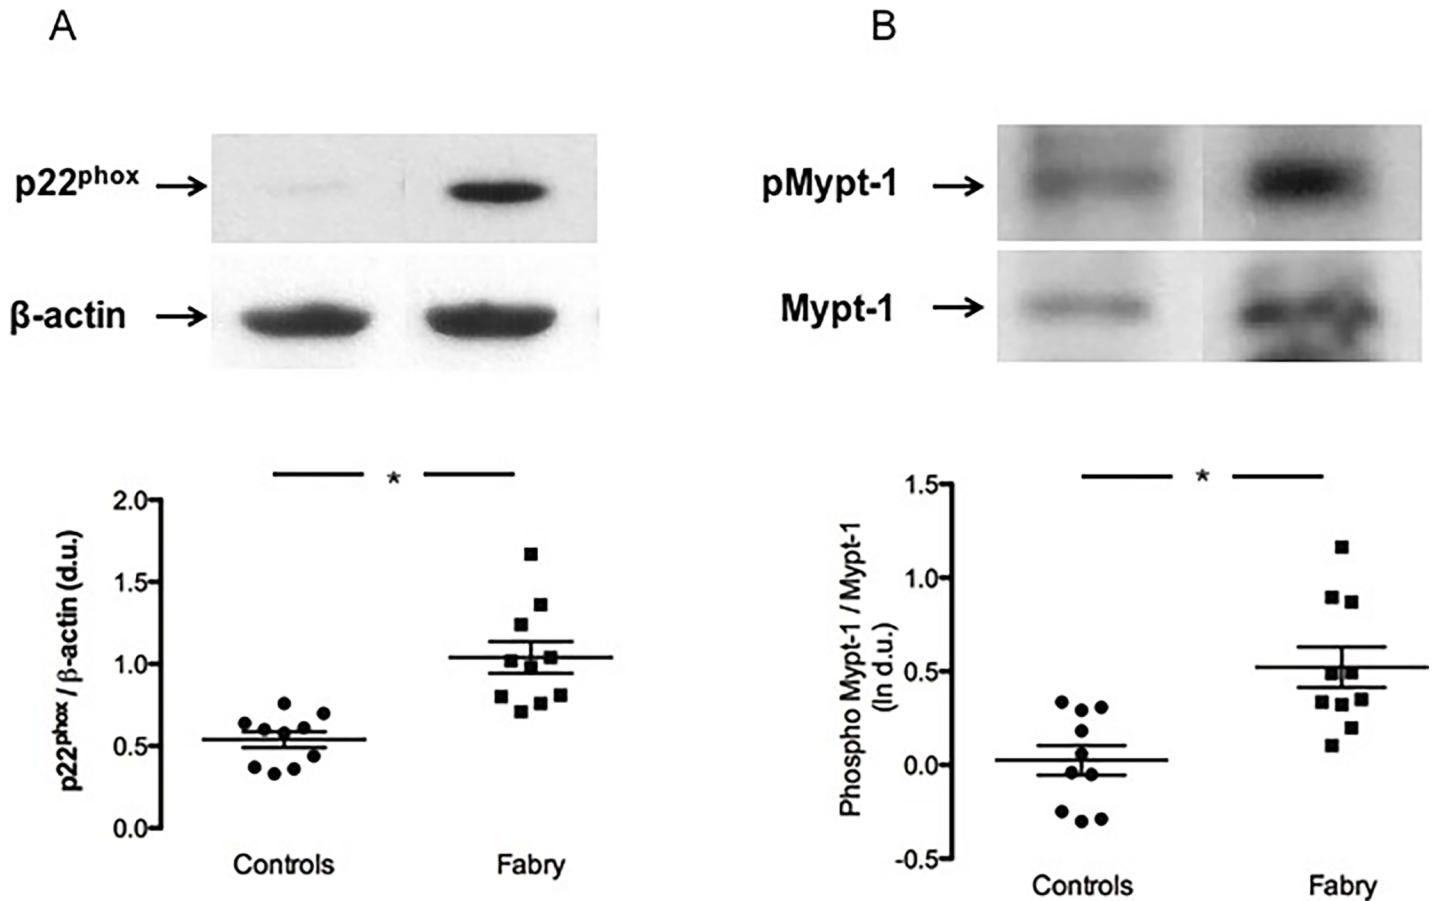 A
p22phox
β-actin
*
2.0
1.5
1.0
0.5
0.0
p22phox / β-actin (d.u.)
Controls
Fabry
B
pMypt-1
Mypt-1
*
1.5
1.0
0.5
0.0
-0.5
Phospho Mypt-1 / Mypt-1
(ln d.u.)
Controls
Fabry